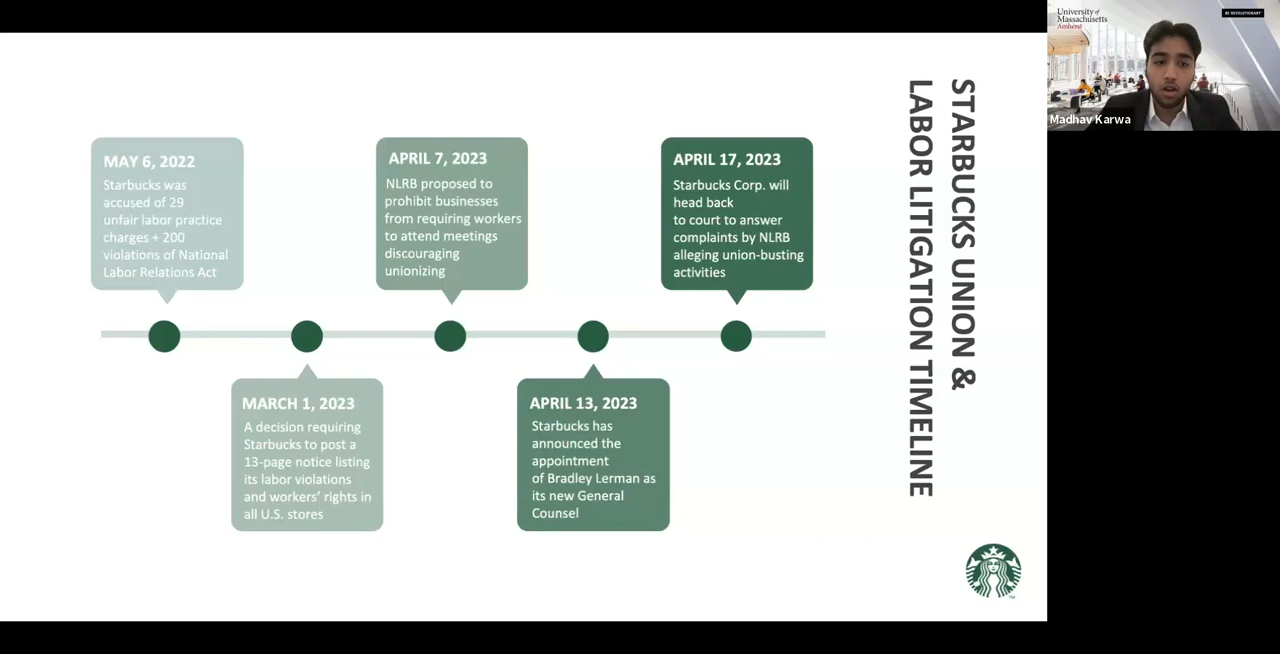 MAY 6, 2022
Starbucks was
accused of 29
unfair labor practice
charges + 200
violations of National
Labor Relations Act
MARCH 1, 2023
A decision requiring
Starbucks to post a
13-page notice listing
its labor violations
and workers' rights in
all U.S. stores
APRIL 7, 2023
NLRB proposed to
prohibit businesses
from requiring workers
to attend meetings
discouraging
unionizing
APRIL 13, 2023
Starbucks has
announced the
appointment
of Bradley Lerman as
its new General
Counsel
APRIL 17, 2023
Starbucks Corp. will
head back
to court to answer
complaints by NLRB
alleging union-busting
activities
STARBUCKS UNION &
LABOR LITIGATION TIMELINE
TM
University of
Massachusetts
Amherst
BE REVOLUTIONARY
Madhav Karwa